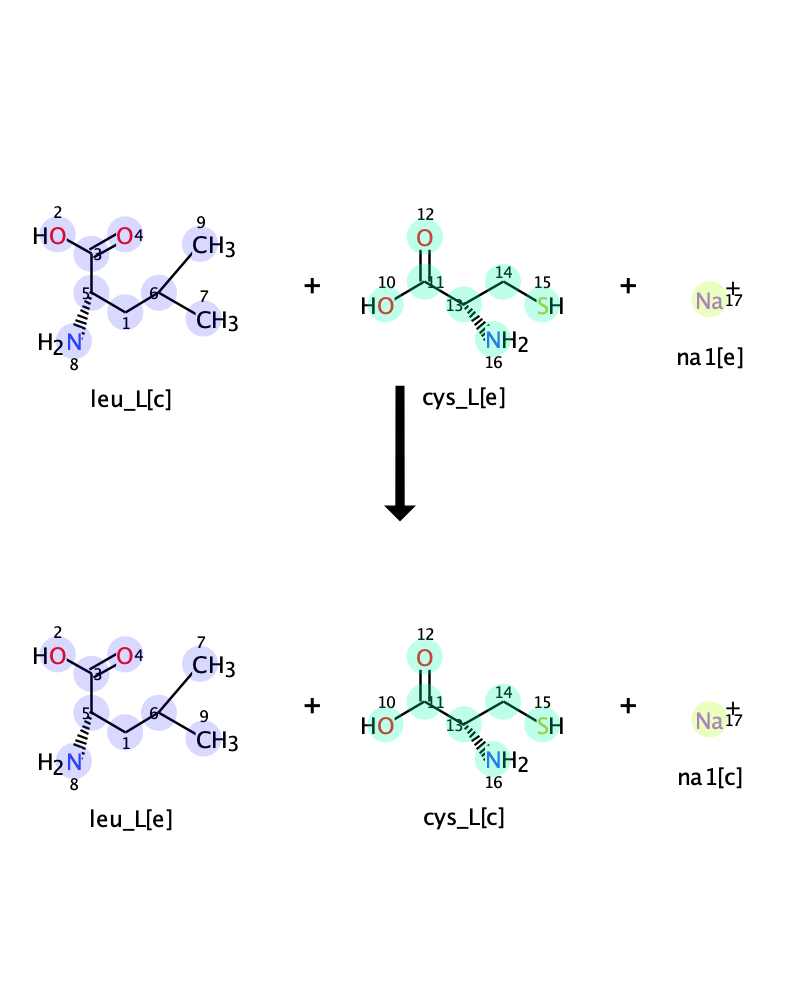 2 4 9
HO O CH3
3
5 6 7
1 CH3
H2N
8
leu_L[c]
+
12
O
10 11 14 15
HO 13 SH
NH2
16
cys_L[e]
+
Na+
17
na1[e]
2 4 7
HO O CH3
3
5 6 9
1 CH3
H2N
8
leu_L[e]
+
12
O
10 11 14 15
HO 13 SH
NH2
16
cys_L[c]
+
Na+
17
na1[c]